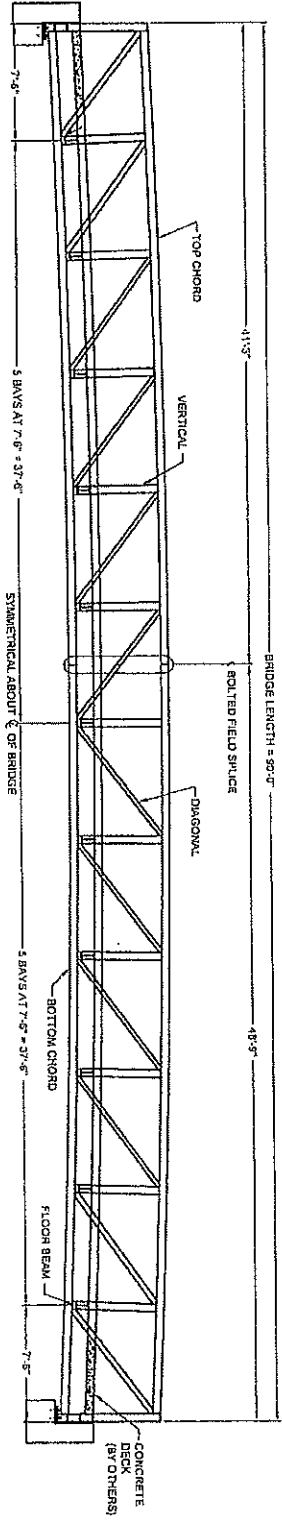 BRIDGE LENGTH = 90'-0"
41'-3"
48'-9"
BOLTED FIELD SPLICE
TOP CHORD
VERTICAL
DIAGONAL
BOTTOM CHORD
FLOOR BEAM
CONCRETE
DECK
(BY OTHERS)
7'-6"
5 BAYS AT 7'-6" = 37'-6"
SYMMETRICAL ABOUT ℄ OF BRIDGE
5 BAYS AT 7'-6" = 37'-6"
7'-6"